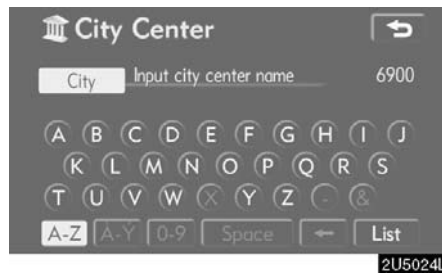 City Center
City Input city center name 6900
A B C D E F G H I J
K L M N O P Q R S
T U V W X Y Z - &
A-Z À-Ý 0-9 Space ← List
2U5024L